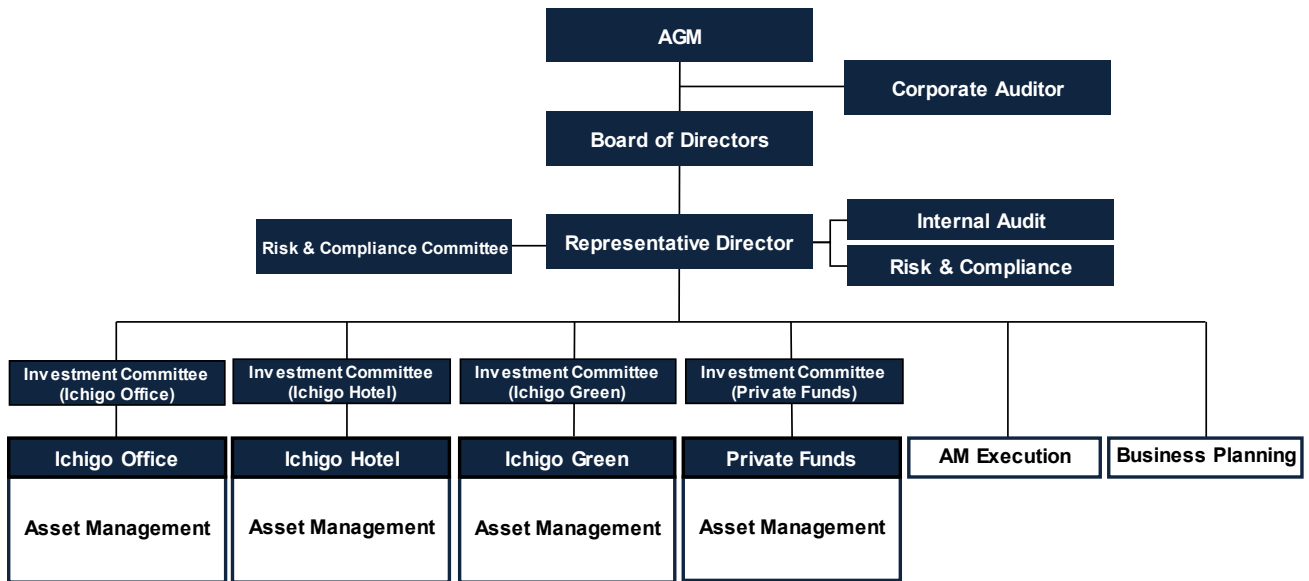 AGM
Corporate Auditor
Board of Directors
Internal Audit
Risk & Compliance Committee
Representative Director
Risk & Compliance
Investment Committee
(Ichigo Office)
Investment Committee
(Ichigo Hotel)
Investment Committee
(Ichigo Green)
Investment Committee
(Private Funds)
Ichigo Office
Ichigo Hotel
Ichigo Green
Private Funds
AM Execution
Business Planning
Asset Management
Asset Management
Asset Management
Asset Management